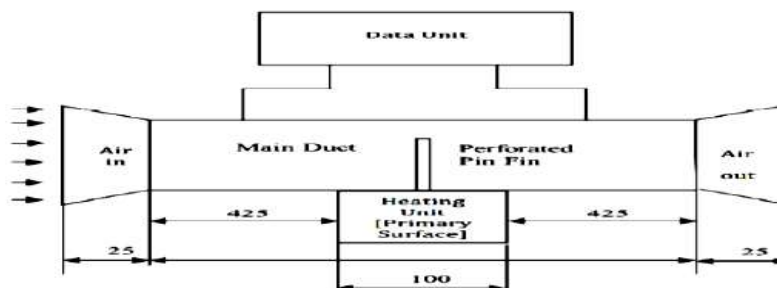 Data Unit
Air
in
Main Duct
Perforated
Pin Fin
Air
out
Heating
Unit
[Primary
Surface]
425
425
25
25
100